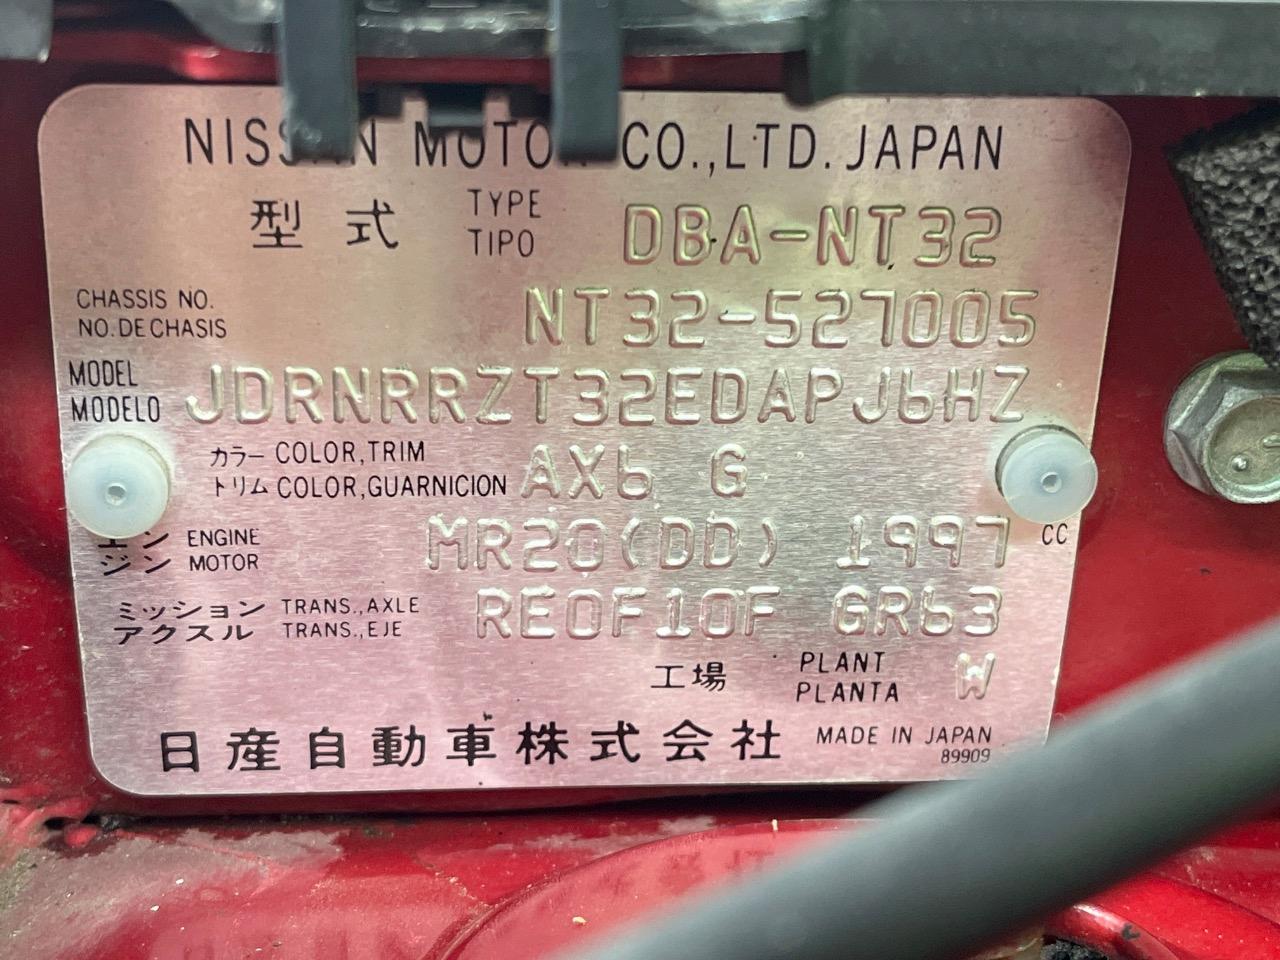 NISSAN MOTOR CO.,LTD. JAPAN
型式 TYPE TIPO DBA-NT32
CHASSIS NO.
NO. DE CHASIS NT32-527005
MODEL
MODELO JDRNRRZT32EDAPJ6HZ
カラー COLOR,TRIM
トリム COLOR,GUARNICION AX6 G
エンジン ENGINE MOTOR MR20(DD) 1997 CC
ミッション TRANS.,AXLE
アクスル TRANS.,EJE RE0F10F GR63
工場 PLANT PLANTA W
日産自動車株式会社 MADE IN JAPAN
89909